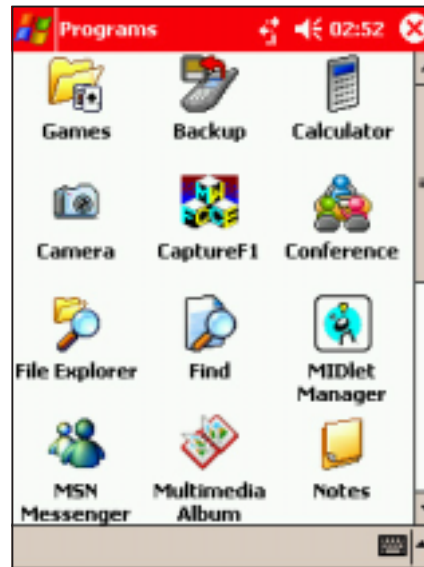 Programs 02:52
Games Backup Calculator
Camera CaptureF1 Conference
File Explorer Find MIDlet Manager
MSN Messenger Multimedia Album Notes